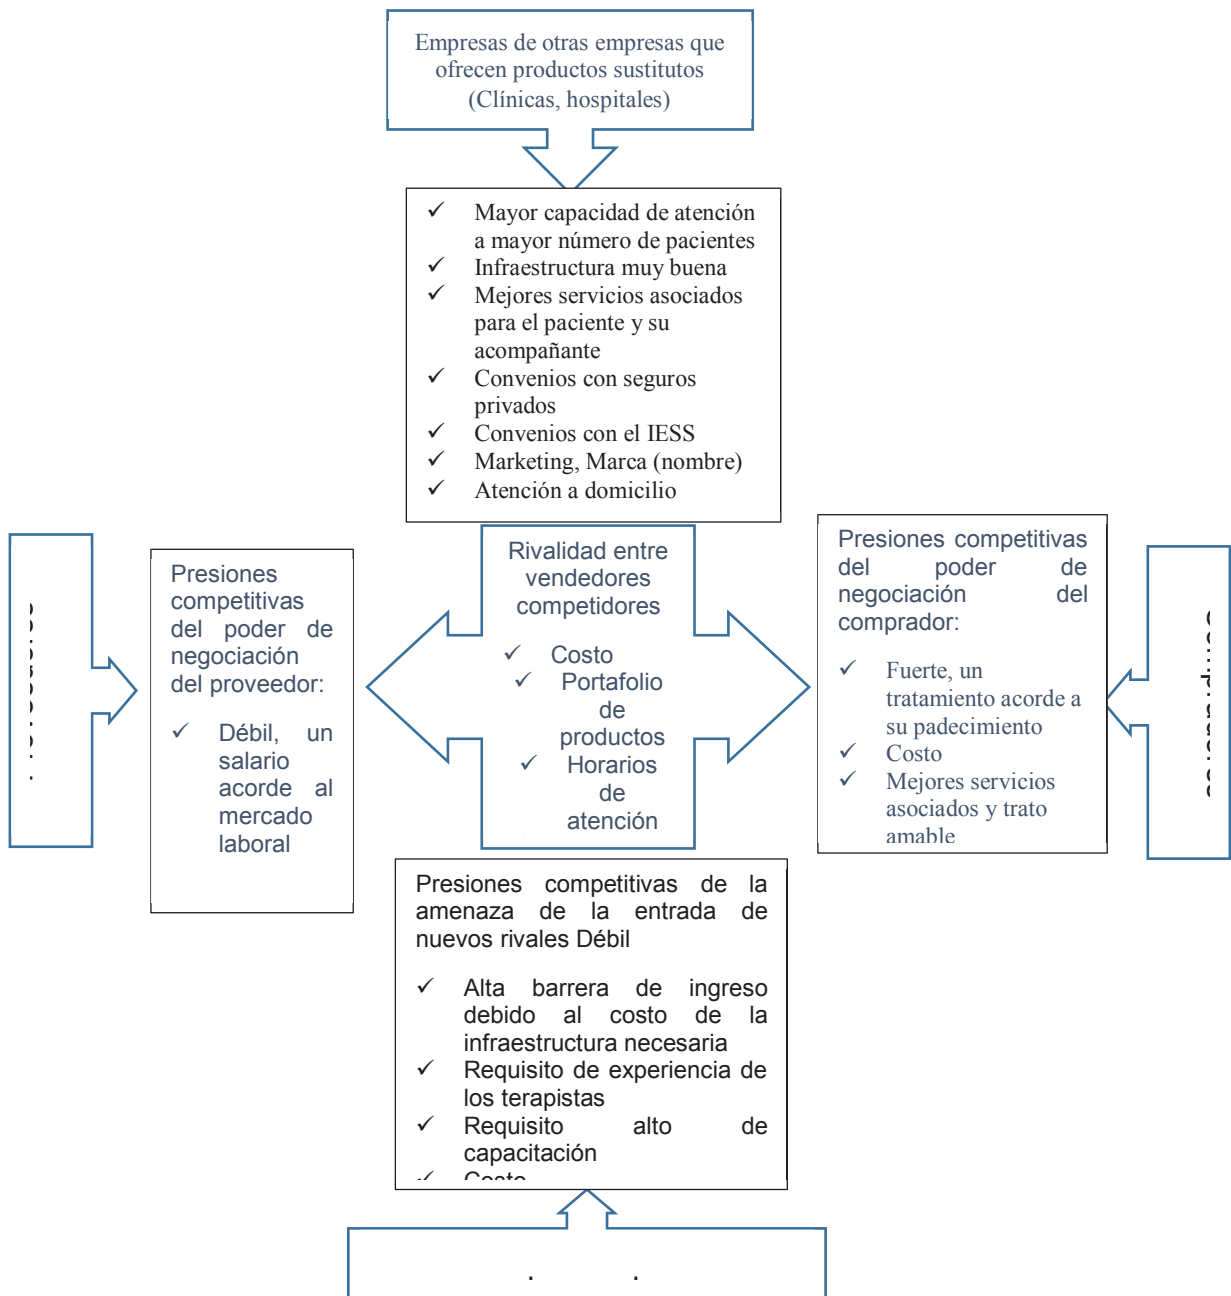 Empresas de otras empresas que
ofrecen productos sustitutos
(Clínicas, hospitales)
✓ Mayor capacidad de atención
a mayor número de pacientes
✓ Infraestructura muy buena
✓ Mejores servicios asociados
para el paciente y su
acompañante
✓ Convenios con seguros
privados
✓ Convenios con el IESS
✓ Marketing, Marca (nombre)
✓ Atención a domicilio
Presiones
competitivas
del poder de
negociación
del proveedor:
✓ Débil, un
salario
acorde al
mercado
laboral
Rivalidad entre
vendedores
competidores
✓ Costo
✓ Portafolio
de
productos
✓ Horarios
de
atención
Presiones competitivas
del poder de
negociación del
comprador:
✓ Fuerte, un
tratamiento acorde a
su padecimiento
✓ Costo
✓ Mejores servicios
asociados y trato
amable
Presiones competitivas de la
amenaza de la entrada de
nuevos rivales Débil
✓ Alta barrera de ingreso
debido al costo de la
infraestructura necesaria
✓ Requisito de experiencia de
los terapistas
✓ Requisito alto de
capacitación
✓ Costo